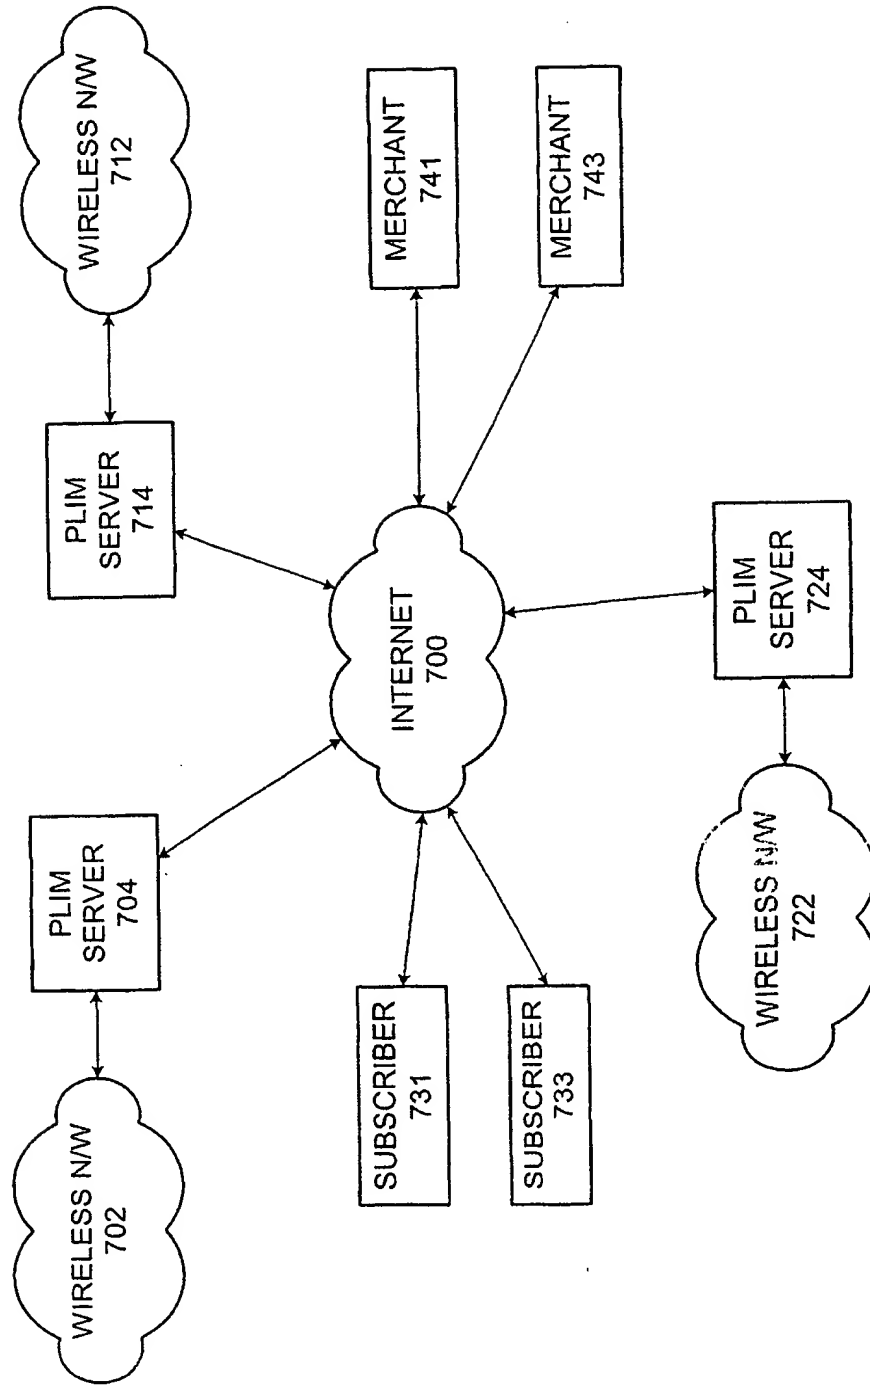 WIRELESS N/W
702
PLIM
SERVER
704
PLIM
SERVER
714
WIRELESS N/W
712
SUBSCRIBER
731
SUBSCRIBER
733
INTERNET
700
MERCHANT
741
MERCHANT
743
WIRELESS N/W
722
PLIM
SERVER
724